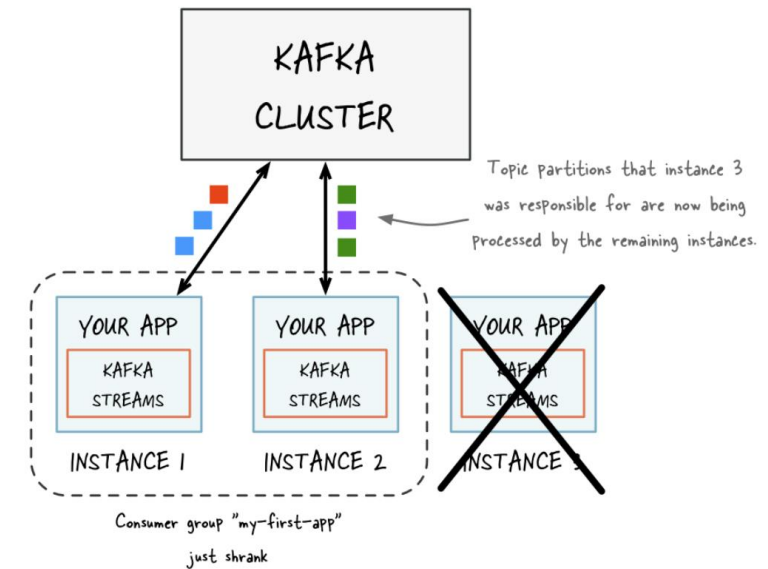 KAFKA
CLUSTER
Topic partitions that instance 3
was responsible for are now being
processed by the remaining instances.
YOUR APP
KAFKA
STREAMS
INSTANCE 1
YOUR APP
KAFKA
STREAMS
INSTANCE 2
YOUR APP
KAFKA
STREAMS
INSTANCE 3
Consumer group "my-first-app"
just shrank